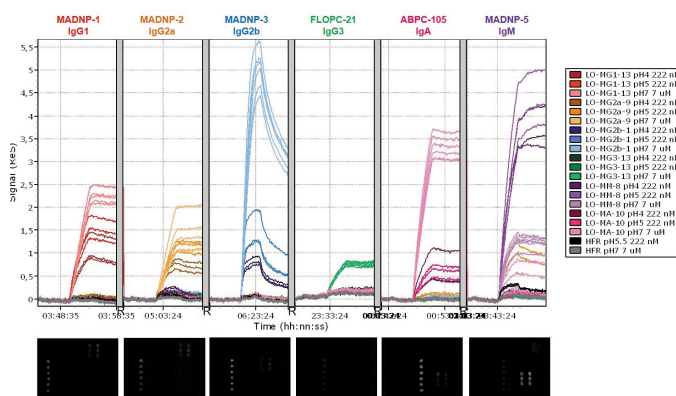 MADNP-1 MADNP-2 MADNP-3 FLOPC-21 ABPC-105 MADNP-5
IgG1 IgG2a IgG2b IgG3 IgA IgM
5,5
5
4,5
4
3,5
3
2,5
2
1,5
1
0,5
0
Signal (kRs)
03:48:35 03:58:35 05:03:24 06:23:24 23:33:24 00:53:24 03:43:24
R R R R R
Time (hh:nn:ss)
LO-MG1-13 pH4 222 nM
LO-MG1-13 pH5 222 nM
LO-MG1-13 pH7 7 uM
LO-MG2a-9 pH4 222 nM
LO-MG2a-9 pH5 222 nM
LO-MG2a-9 pH7 7 uM
LO-MG2b-1 pH4 222 nM
LO-MG2b-1 pH5 222 nM
LO-MG2b-1 pH7 7 uM
LO-MG3-13 pH4 222 nM
LO-MG3-13 pH5 222 nM
LO-MG3-13 pH7 7 uM
LO-MM-8 pH4 222 nM
LO-MM-8 pH5 222 nM
LO-MM-8 pH7 7 uM
LO-MA-10 pH4 222 nM
LO-MA-10 pH5 222 nM
LO-MA-10 pH7 7 uM
HFR pH5.5 222 nM
HFR pH7 7 uM